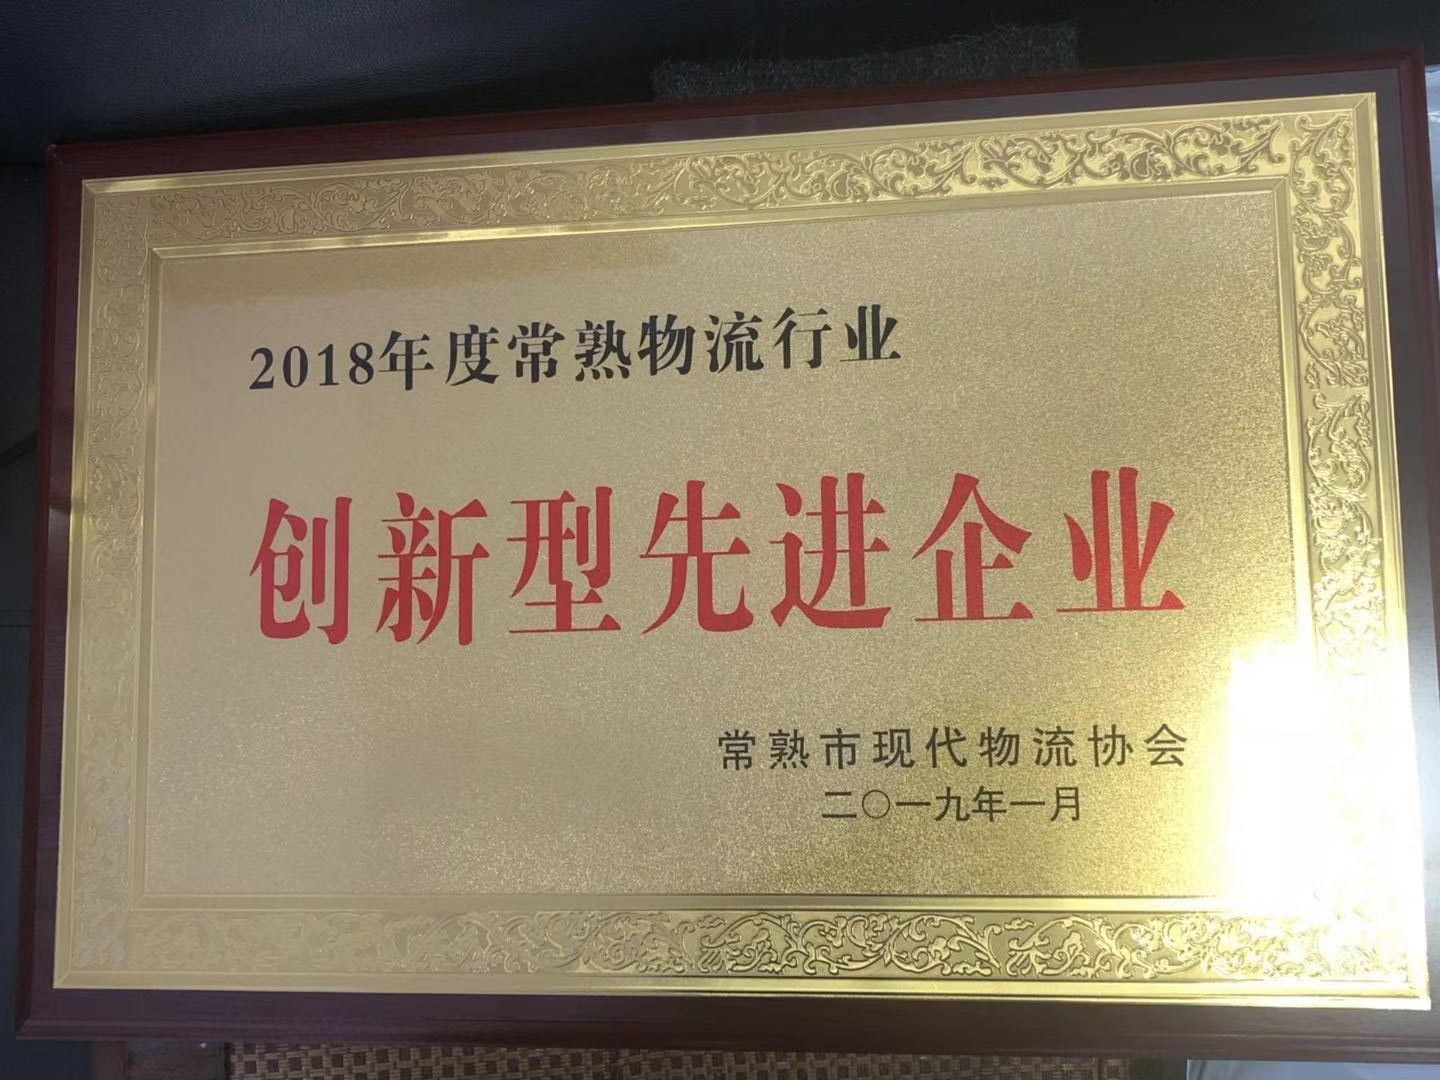 2018年度常熟物流行业
创新型先进企业
常熟市现代物流协会
二〇一九年一月